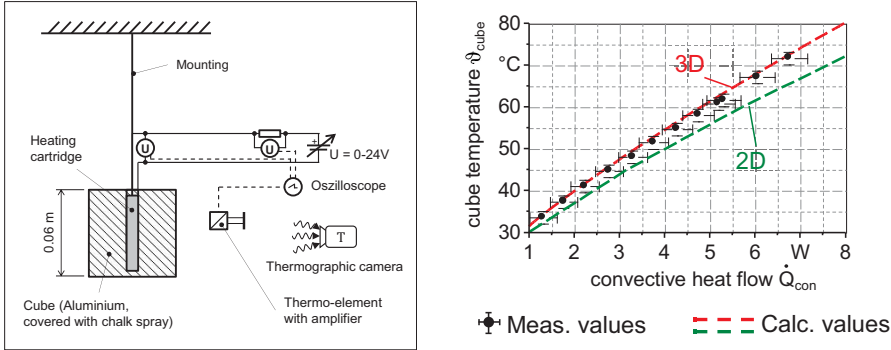 Mounting
Heating
cartridge
U
U
U = 0-24V
Oszilloscope
0.06 m
T
Thermographic camera
Cube (Aluminium,
covered with chalk spray)
Thermo-element
with amplifier
cube temperature ϑcube
80
°C
60
50
40
30
3D
2D
1 2 3 4 5 6 W 8
convective heat flow Q̇con
Meas. values
Calc. values